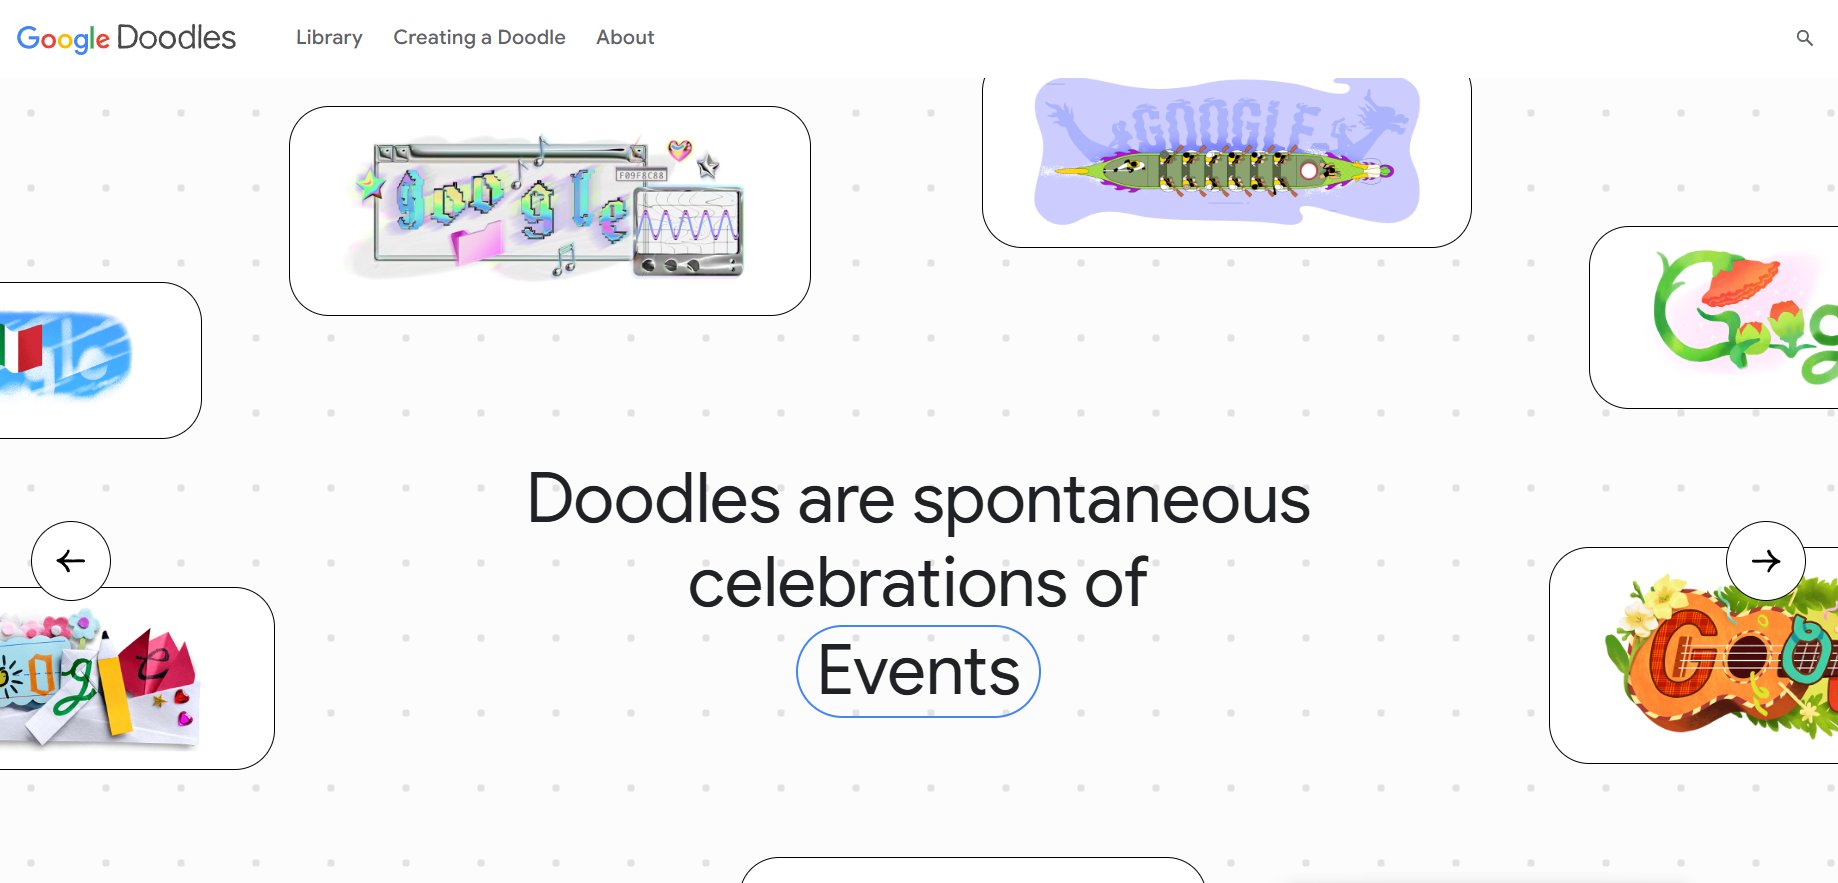 Google Doodles
Library
Creating a Doodle
About
google
F09F8C88
GOOGLE
Doodles are spontaneous
celebrations of
Events